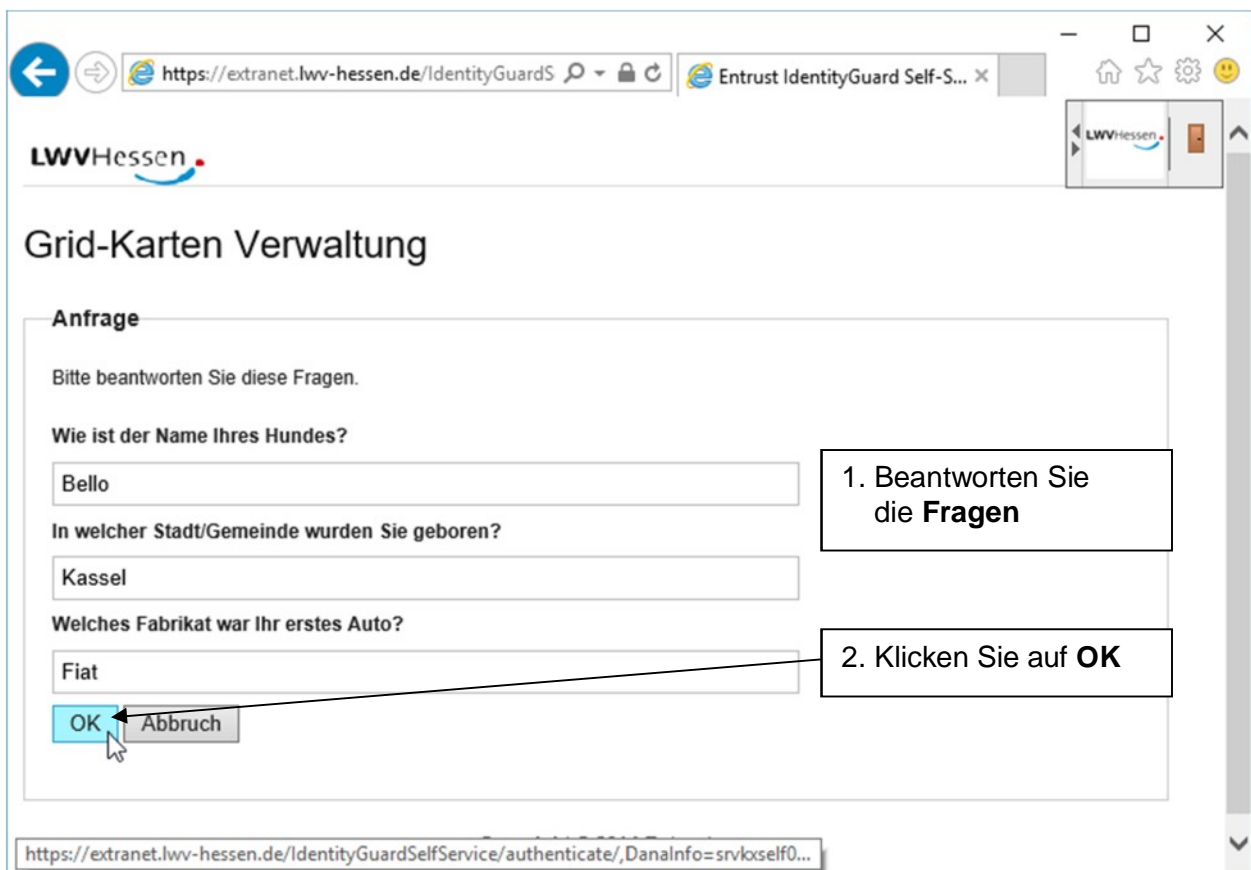 https://extranet.lwv-hessen.de/IdentityGuardS
Entrust IdentityGuard Self-S...
LWVHessen
LWVHessen
Grid-Karten Verwaltung
Anfrage
Bitte beantworten Sie diese Fragen.
Wie ist der Name Ihres Hundes?
Bello
1. Beantworten Sie
die Fragen
In welcher Stadt/Gemeinde wurden Sie geboren?
Kassel
Welches Fabrikat war Ihr erstes Auto?
Fiat
2. Klicken Sie auf OK
OK
Abbruch
https://extranet.lwv-hessen.de/IdentityGuardSelfService/authenticate/,DanaInfo=srvkxself0...